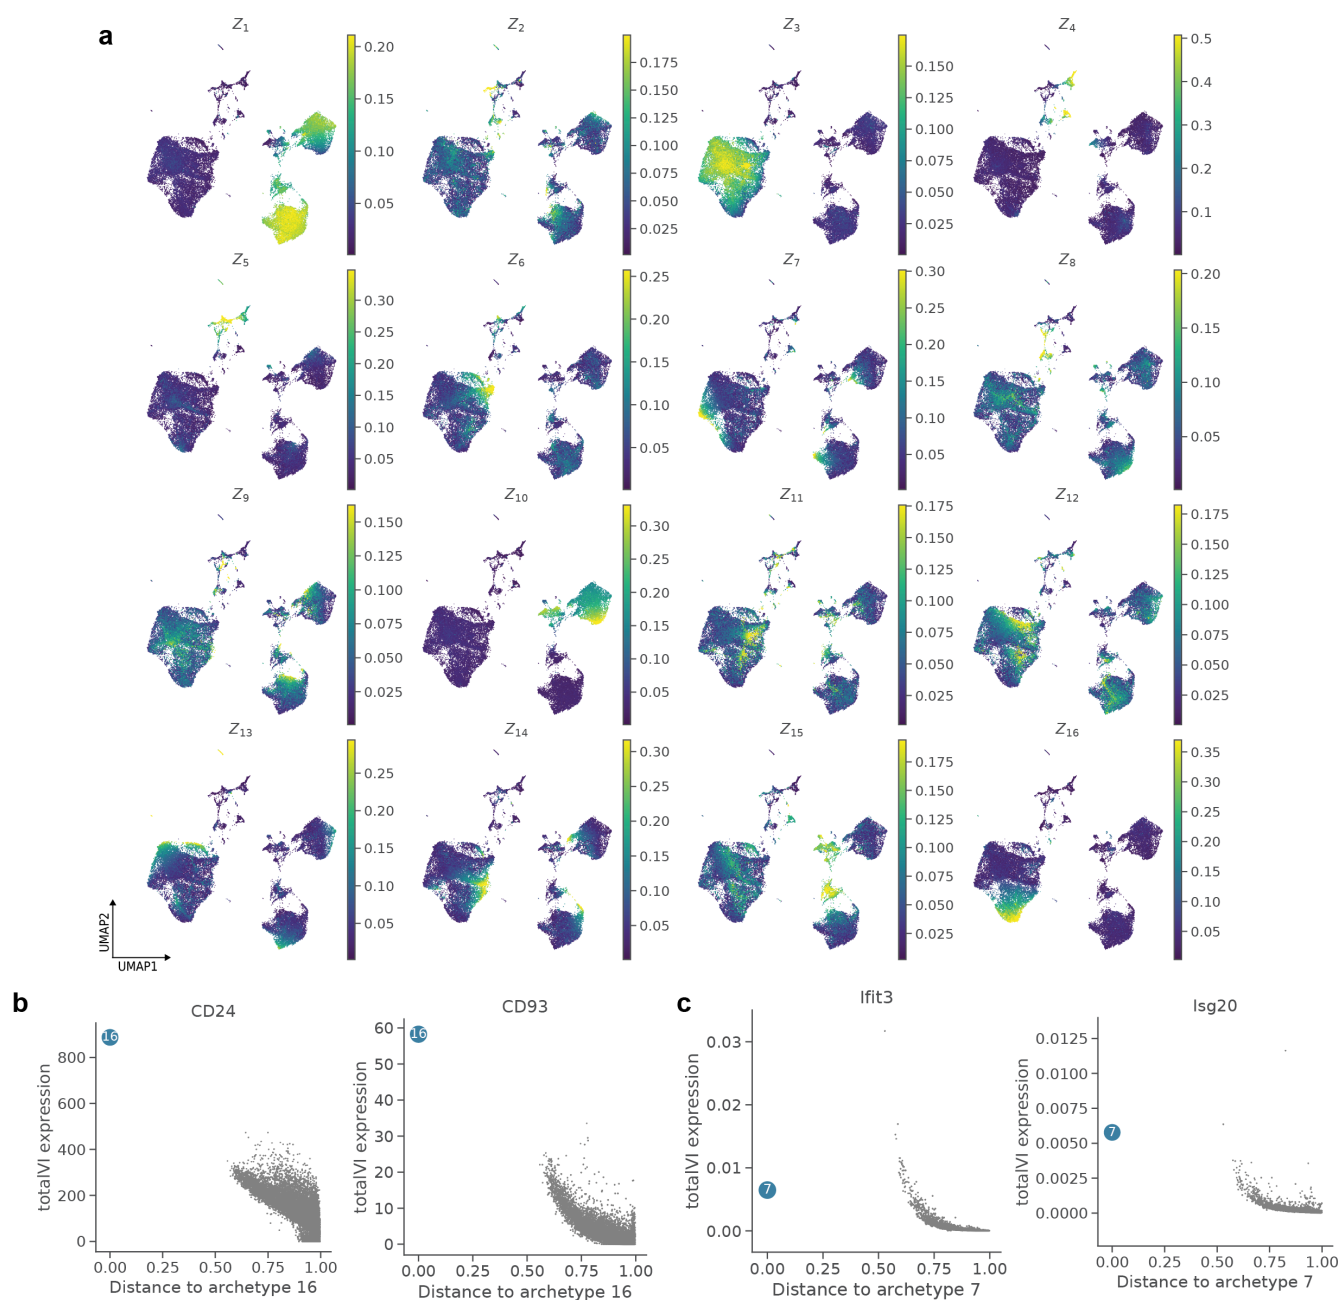 a
Z1 Z2 Z3 Z4
0.20 0.15 0.10 0.05
0.175 0.150 0.125 0.100 0.075 0.050 0.025
0.150 0.125 0.100 0.075 0.050 0.025
0.5 0.4 0.3 0.2 0.1
Z5 Z6 Z7 Z8
0.30 0.25 0.20 0.15 0.10 0.05
0.25 0.20 0.15 0.10 0.05
0.30 0.25 0.20 0.15 0.10 0.05
0.20 0.15 0.10 0.05
Z9 Z10 Z11 Z12
0.150 0.125 0.100 0.075 0.050 0.025
0.30 0.25 0.20 0.15 0.10 0.05
0.175 0.150 0.125 0.100 0.075 0.050 0.025
0.175 0.150 0.125 0.100 0.075 0.050 0.025
Z13 Z14 Z15 Z16
0.25 0.20 0.15 0.10 0.05
0.30 0.25 0.20 0.15 0.10 0.05
0.175 0.150 0.125 0.100 0.075 0.050 0.025
0.35 0.30 0.25 0.20 0.15 0.10 0.05
UMAP2
UMAP1
b
CD24
totalVI expression
800
600
400
200
0
16
0.00 0.25 0.50 0.75 1.00
Distance to archetype 16
CD93
totalVI expression
60
50
40
30
20
10
0
16
0.00 0.25 0.50 0.75 1.00
Distance to archetype 16
c
Ifit3
totalVI expression
0.03
0.02
0.01
0.00
7
0.00 0.25 0.50 0.75 1.00
Distance to archetype 7
Isg20
totalVI expression
0.0125
0.0100
0.0075
0.0050
0.0025
0.0000
7
0.00 0.25 0.50 0.75 1.00
Distance to archetype 7